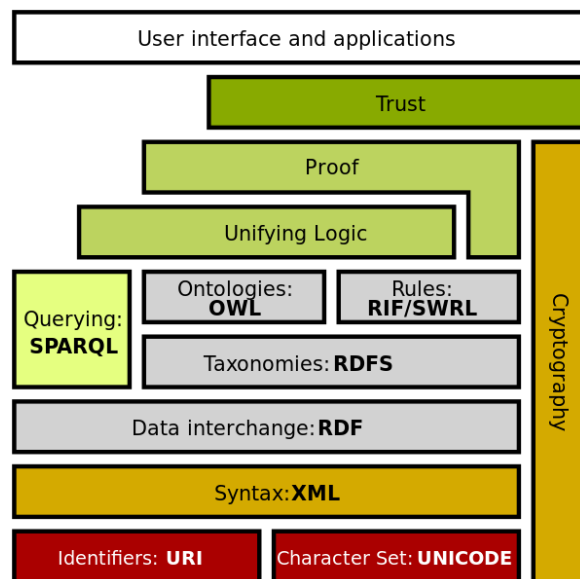 User interface and applications
Trust
Proof
Unifying Logic
Ontologies:
OWL
Rules:
RIF/SWRL
Querying:
SPARQL
Taxonomies: RDFS
Data interchange: RDF
Syntax: XML
Identifiers: URI
Character Set: UNICODE
Cryptography